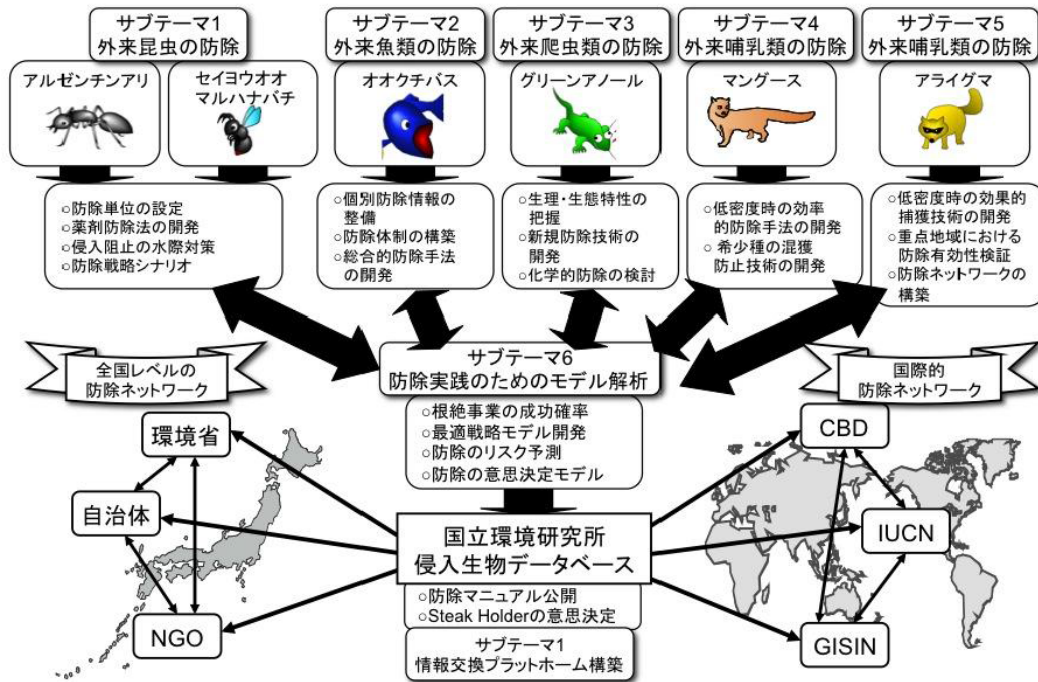 サブテーマ1
外来昆虫の防除
サブテーマ2
外来魚類の防除
サブテーマ3
外来爬虫類の防除
サブテーマ4
外来哺乳類の防除
サブテーマ5
外来哺乳類の防除
アルゼンチンアリ
セイヨウオオ
マルハナバチ
オオクチバス
グリーンアノール
マングース
アライグマ
○防除単位の設定
○薬剤防除法の開発
○侵入阻止の水際対策
○防除戦略シナリオ
○個別防除情報の
整備
○防除体制の構築
○総合的防除手法
の開発
○生理・生態特性の
把握
○新規防除技術の
開発
○化学的防除の検討
○低密度時の効率
的防除手法の開発
○ 希少種の混獲
防止技術の開発
○低密度時の効果的
捕獲技術の開発
○重点地域における
防除有効性検証
○防除ネットワークの
構築
サブテーマ6
防除実践のためのモデル解析
○根絶事業の成功確率
○最適戦略モデル開発
○防除のリスク予測
○防除の意思決定モデル
全国レベルの
防除ネットワーク
環境省
自治体
NGO
国際的
防除ネットワーク
CBD
IUCN
GISIN
国立環境研究所
侵入生物データベース
○防除マニュアル公開
○Steak Holderの意思決定
サブテーマ1
情報交換プラットホーム構築